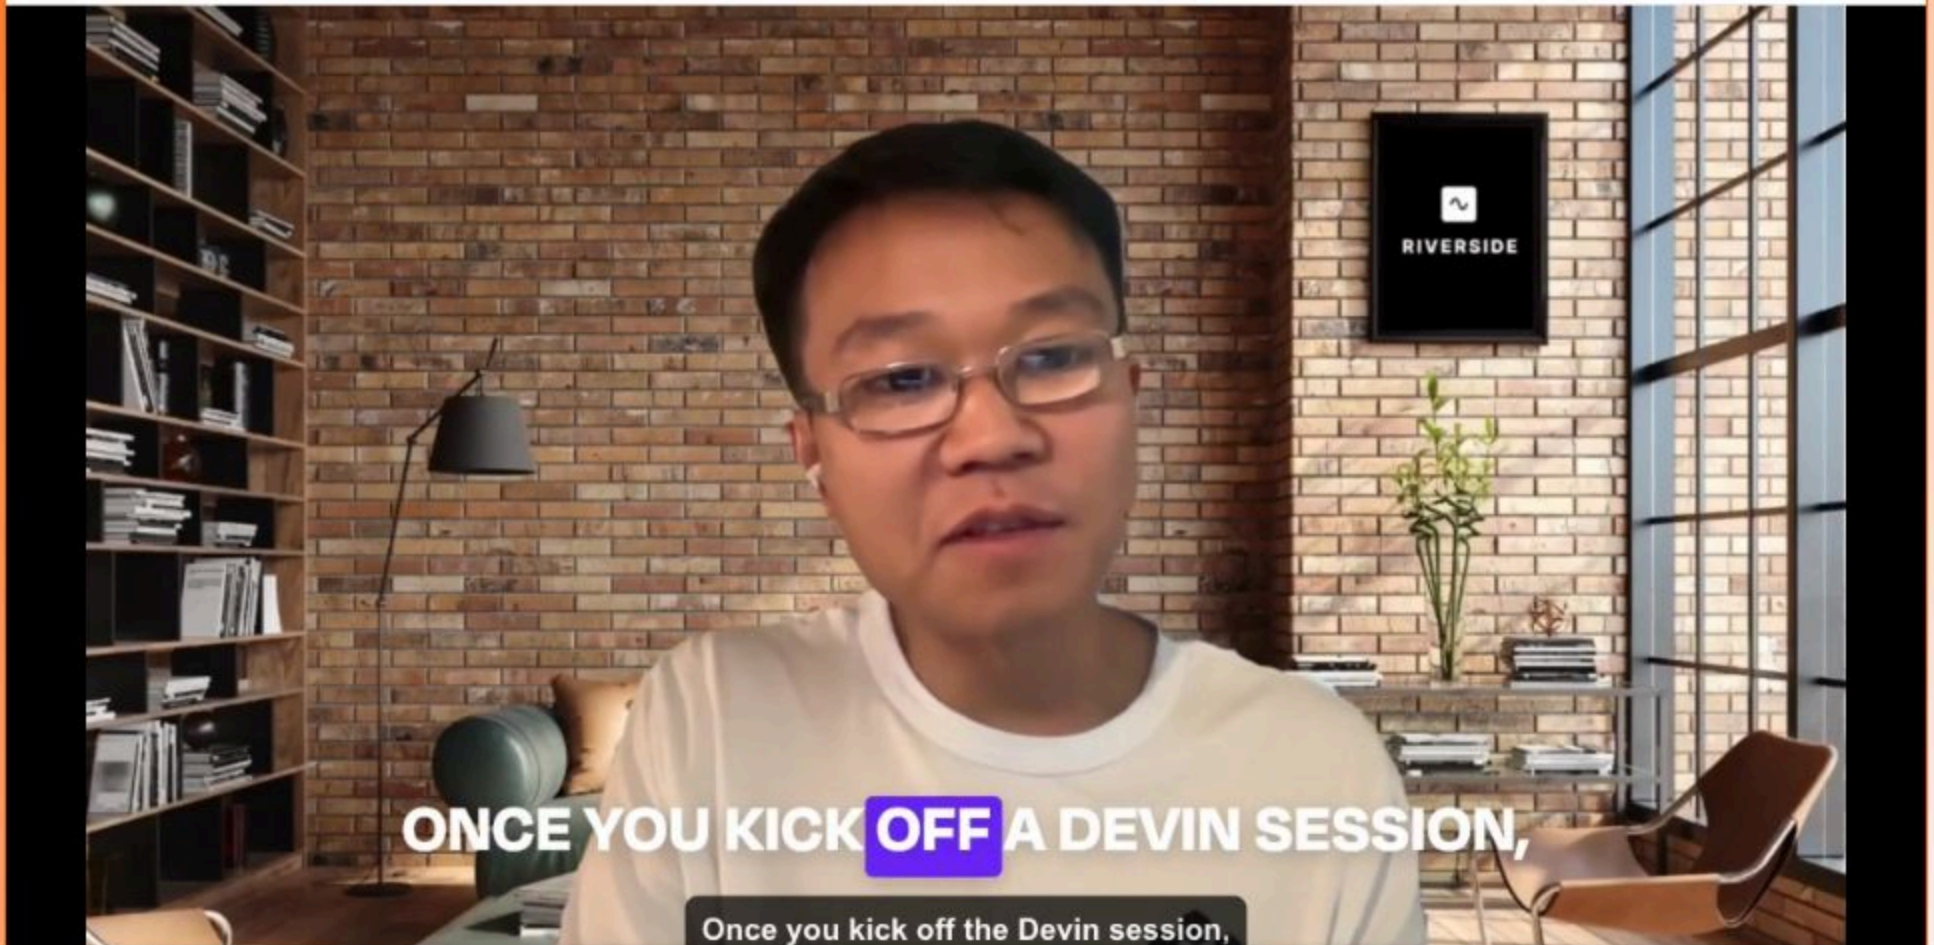 RIVERSIDE
ONCE YOU KICK OFF A DEVIN SESSION,
Once you kick off the Devin session,